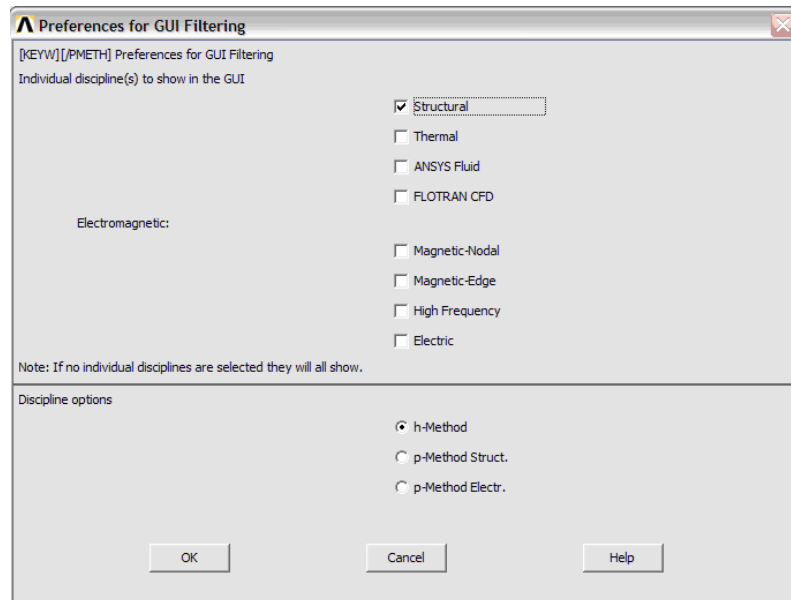 Preferences for GUI Filtering
[KEYW][/PMETH] Preferences for GUI Filtering
Individual discipline(s) to show in the GUI
Structural
Thermal
ANSYS Fluid
FLOTRAN CFD
Electromagnetic:
Magnetic-Nodal
Magnetic-Edge
High Frequency
Electric
Note: If no individual disciplines are selected they will all show.
Discipline options
h-Method
p-Method Struct.
p-Method Electr.
OK Cancel Help